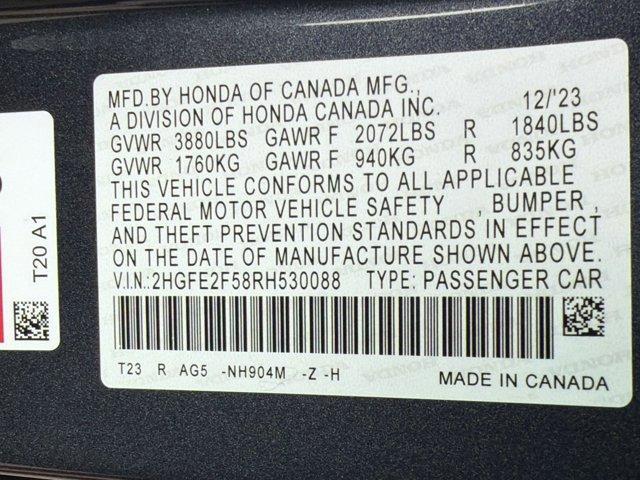 MFD.BY HONDA OF CANADA MFG.,
A DIVISION OF HONDA CANADA INC. 12/'23
GVWR 3880LBS GAWR F 2072LBS R 1840LBS
GVWR 1760KG GAWR F 940KG R 835KG
THIS VEHICLE CONFORMS TO ALL APPLICABLE
FEDERAL MOTOR VEHICLE SAFETY , BUMPER ,
AND THEFT PREVENTION STANDARDS IN EFFECT
ON THE DATE OF MANUFACTURE SHOWN ABOVE.
V.I.N.:2HGFE2F58RH530088 TYPE: PASSENGER CAR
T23 R AG5 -NH904M -Z -H MADE IN CANADA
T20 A1